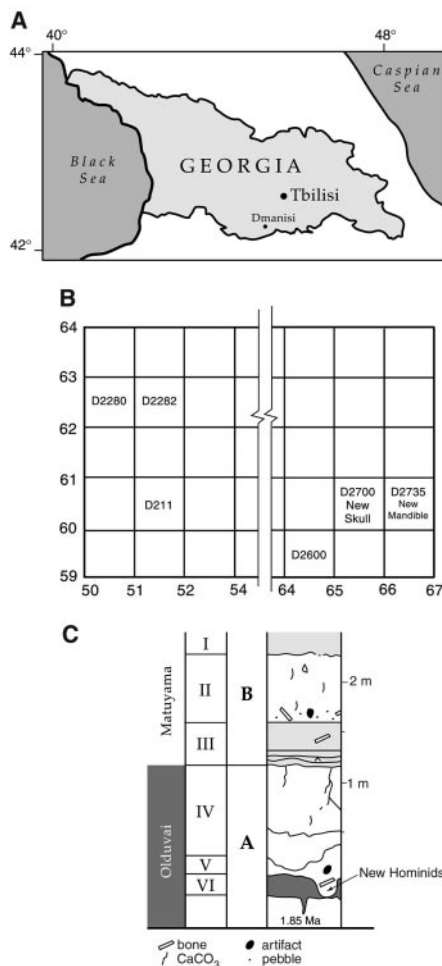 A
40° 48°
44°
Caspian
Sea
Black
Sea
GEORGIA
Tbilisi
Dmanisi
42°
B
64
63
D2280 D2282
62
61
D211 D2700 D2735
New New
Skull Mandible
60
D2600
59
50 51 52 54 64 65 66 67
C
Matuyama
I
II
B
2 m
III
1 m
Olduvai
IV
A
V
New Hominids
VI
1.85 Ma
bone artifact
CaCO3 pebble